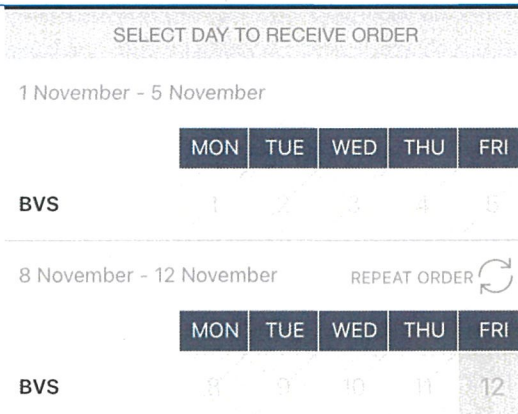 SELECT DAY TO RECEIVE ORDER
1 November - 5 November
MON TUE WED THU FRI
BVS 1 2 3 4 5
8 November - 12 November REPEAT ORDER
MON TUE WED THU FRI
BVS 8 9 10 11 12